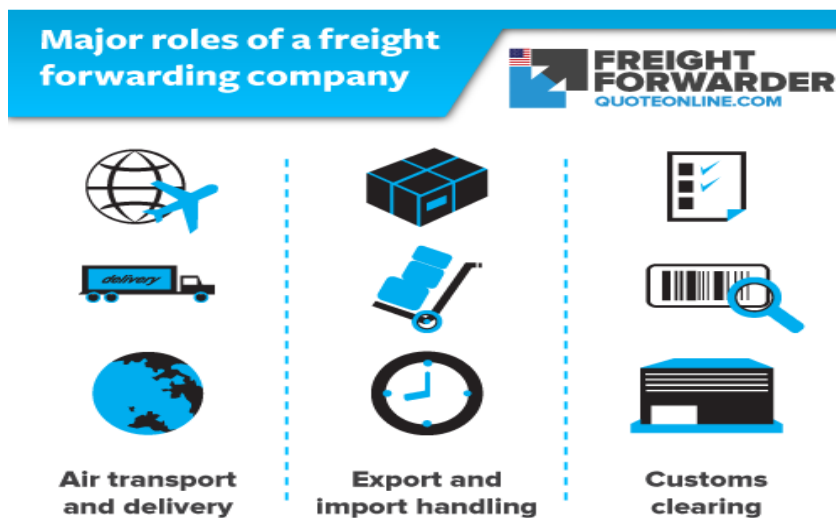 Major roles of a freight
forwarding company
FREIGHT
FORWARDER
QUOTEONLINE.COM
delivery
Air transport
and delivery
Export and
import handling
Customs
clearing